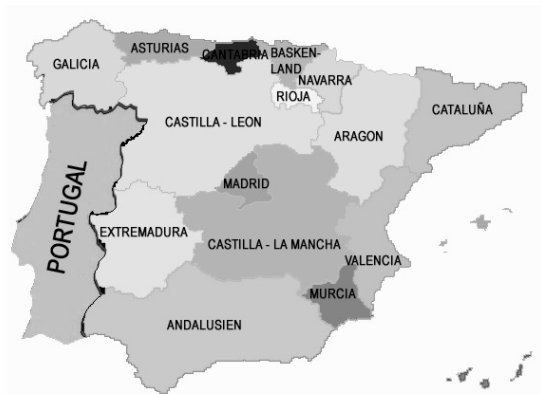 ASTURIAS
CANTABRIA
BASKEN-
LAND
GALICIA
NAVARRA
RIOJA
CATALUÑA
CASTILLA - LEON
ARAGON
MADRID
PORTUGAL
EXTREMADURA
CASTILLA - LA MANCHA
VALENCIA
MURCIA
ANDALUSIEN